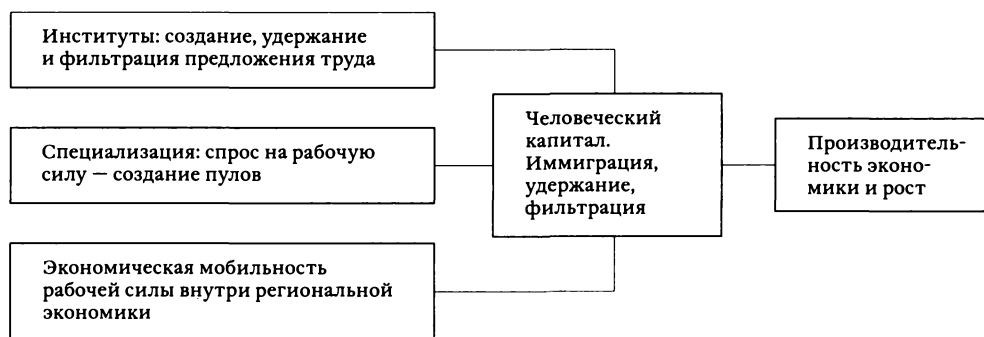 Институты: создание, удержание
и фильтрация предложения труда
Специализация: спрос на рабочую
силу — создание пулов
Экономическая мобильность
рабочей силы внутри региональной
экономики
Человеческий
капитал.
Иммиграция,
удержание,
фильтрация
Производитель-
ность эконо-
мики и рост